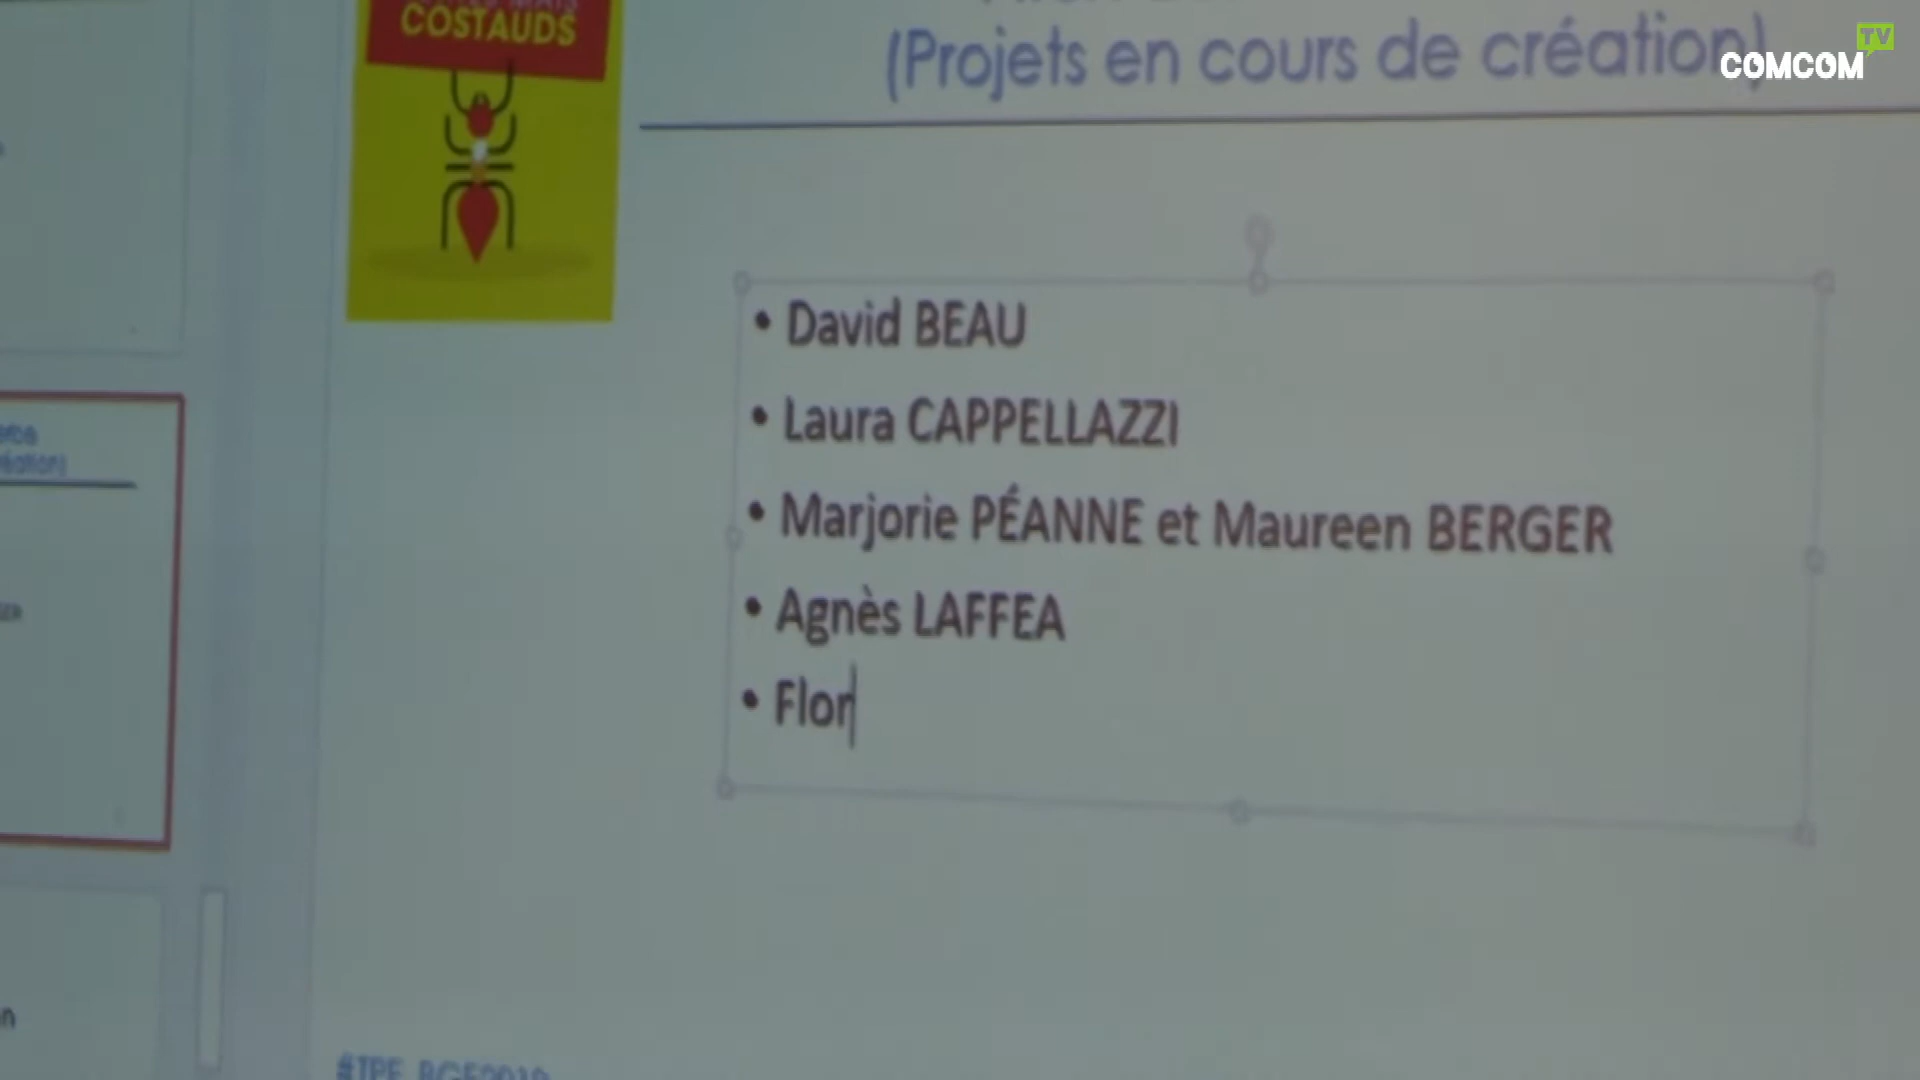 COSTAUDS
(Projets en cours de création)
TV
COMCOM
• David BEAU
• Laura CAPPELLAZZI
• Marjorie PÉANNE et Maureen BERGER
• Agnès LAFFEA
• Flor